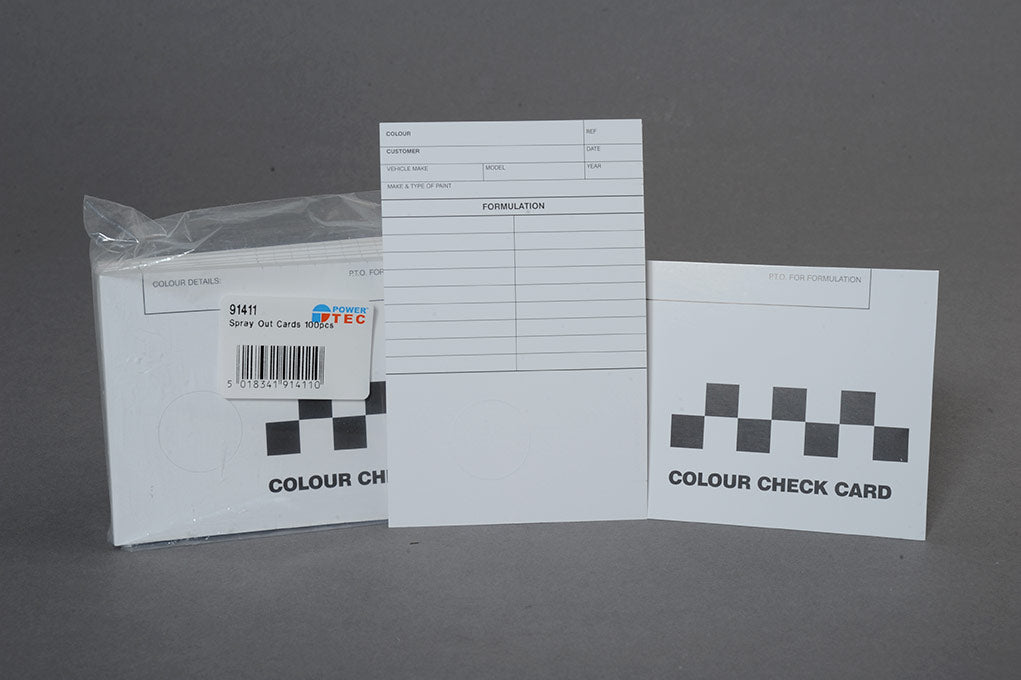 COLOUR DETAILS:
P.T.O. FOR
91411
Spray Out Cards 100pcs
POWER
TEC
5 018341 914110
COLOUR CH
COLOUR
REF
CUSTOMER
DATE
VEHICLE MAKE
MODEL
YEAR
MAKE & TYPE OF PAINT
FORMULATION
P.T.O. FOR FORMULATION
COLOUR CHECK CARD